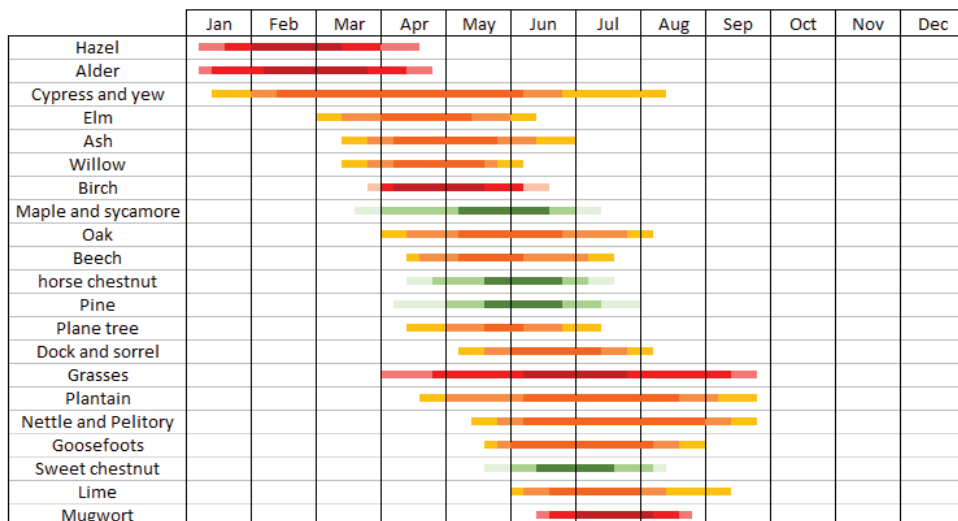 Jan Feb Mar Apr May Jun Jul Aug Sep Oct Nov Dec
Hazel
Alder
Cypress and yew
Elm
Ash
Willow
Birch
Maple and sycamore
Oak
Beech
horse chestnut
Pine
Plane tree
Dock and sorrel
Grasses
Plantain
Nettle and Pelitory
Goosefoots
Sweet chestnut
Lime
Mugwort